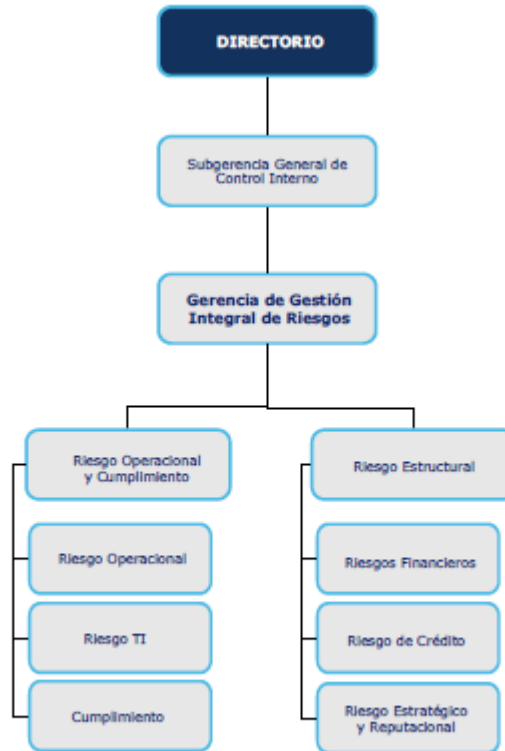 DIRECTORIO
Subgerencia General de
Control Interno
Gerencia de Gestión
Integral de Riesgos
Riesgo Operacional
y Cumplimiento
Riesgo Operacional
Riesgo TI
Cumplimiento
Riesgo Estructural
Riesgos Financieros
Riesgo de Crédito
Riesgo Estratégico
y Reputacional